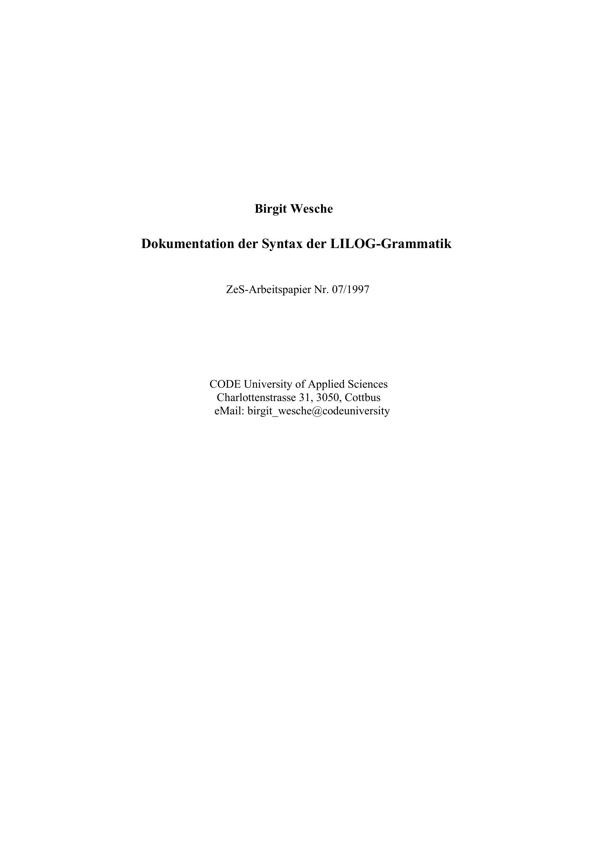 Birgit Wesche
Dokumentation der Syntax der LILOG-Grammatik
ZeS-Arbeitspapier Nr. 07/1997
CODE University of Applied Sciences
Charlottenstrasse 31, 3050, Cottbus
eMail: birgit_wesche@codeuniversity